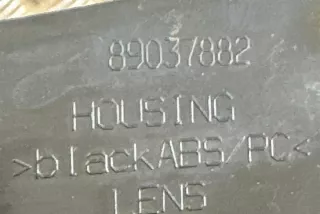 89037882
HOUSING
>blackABS/PC<
LENS